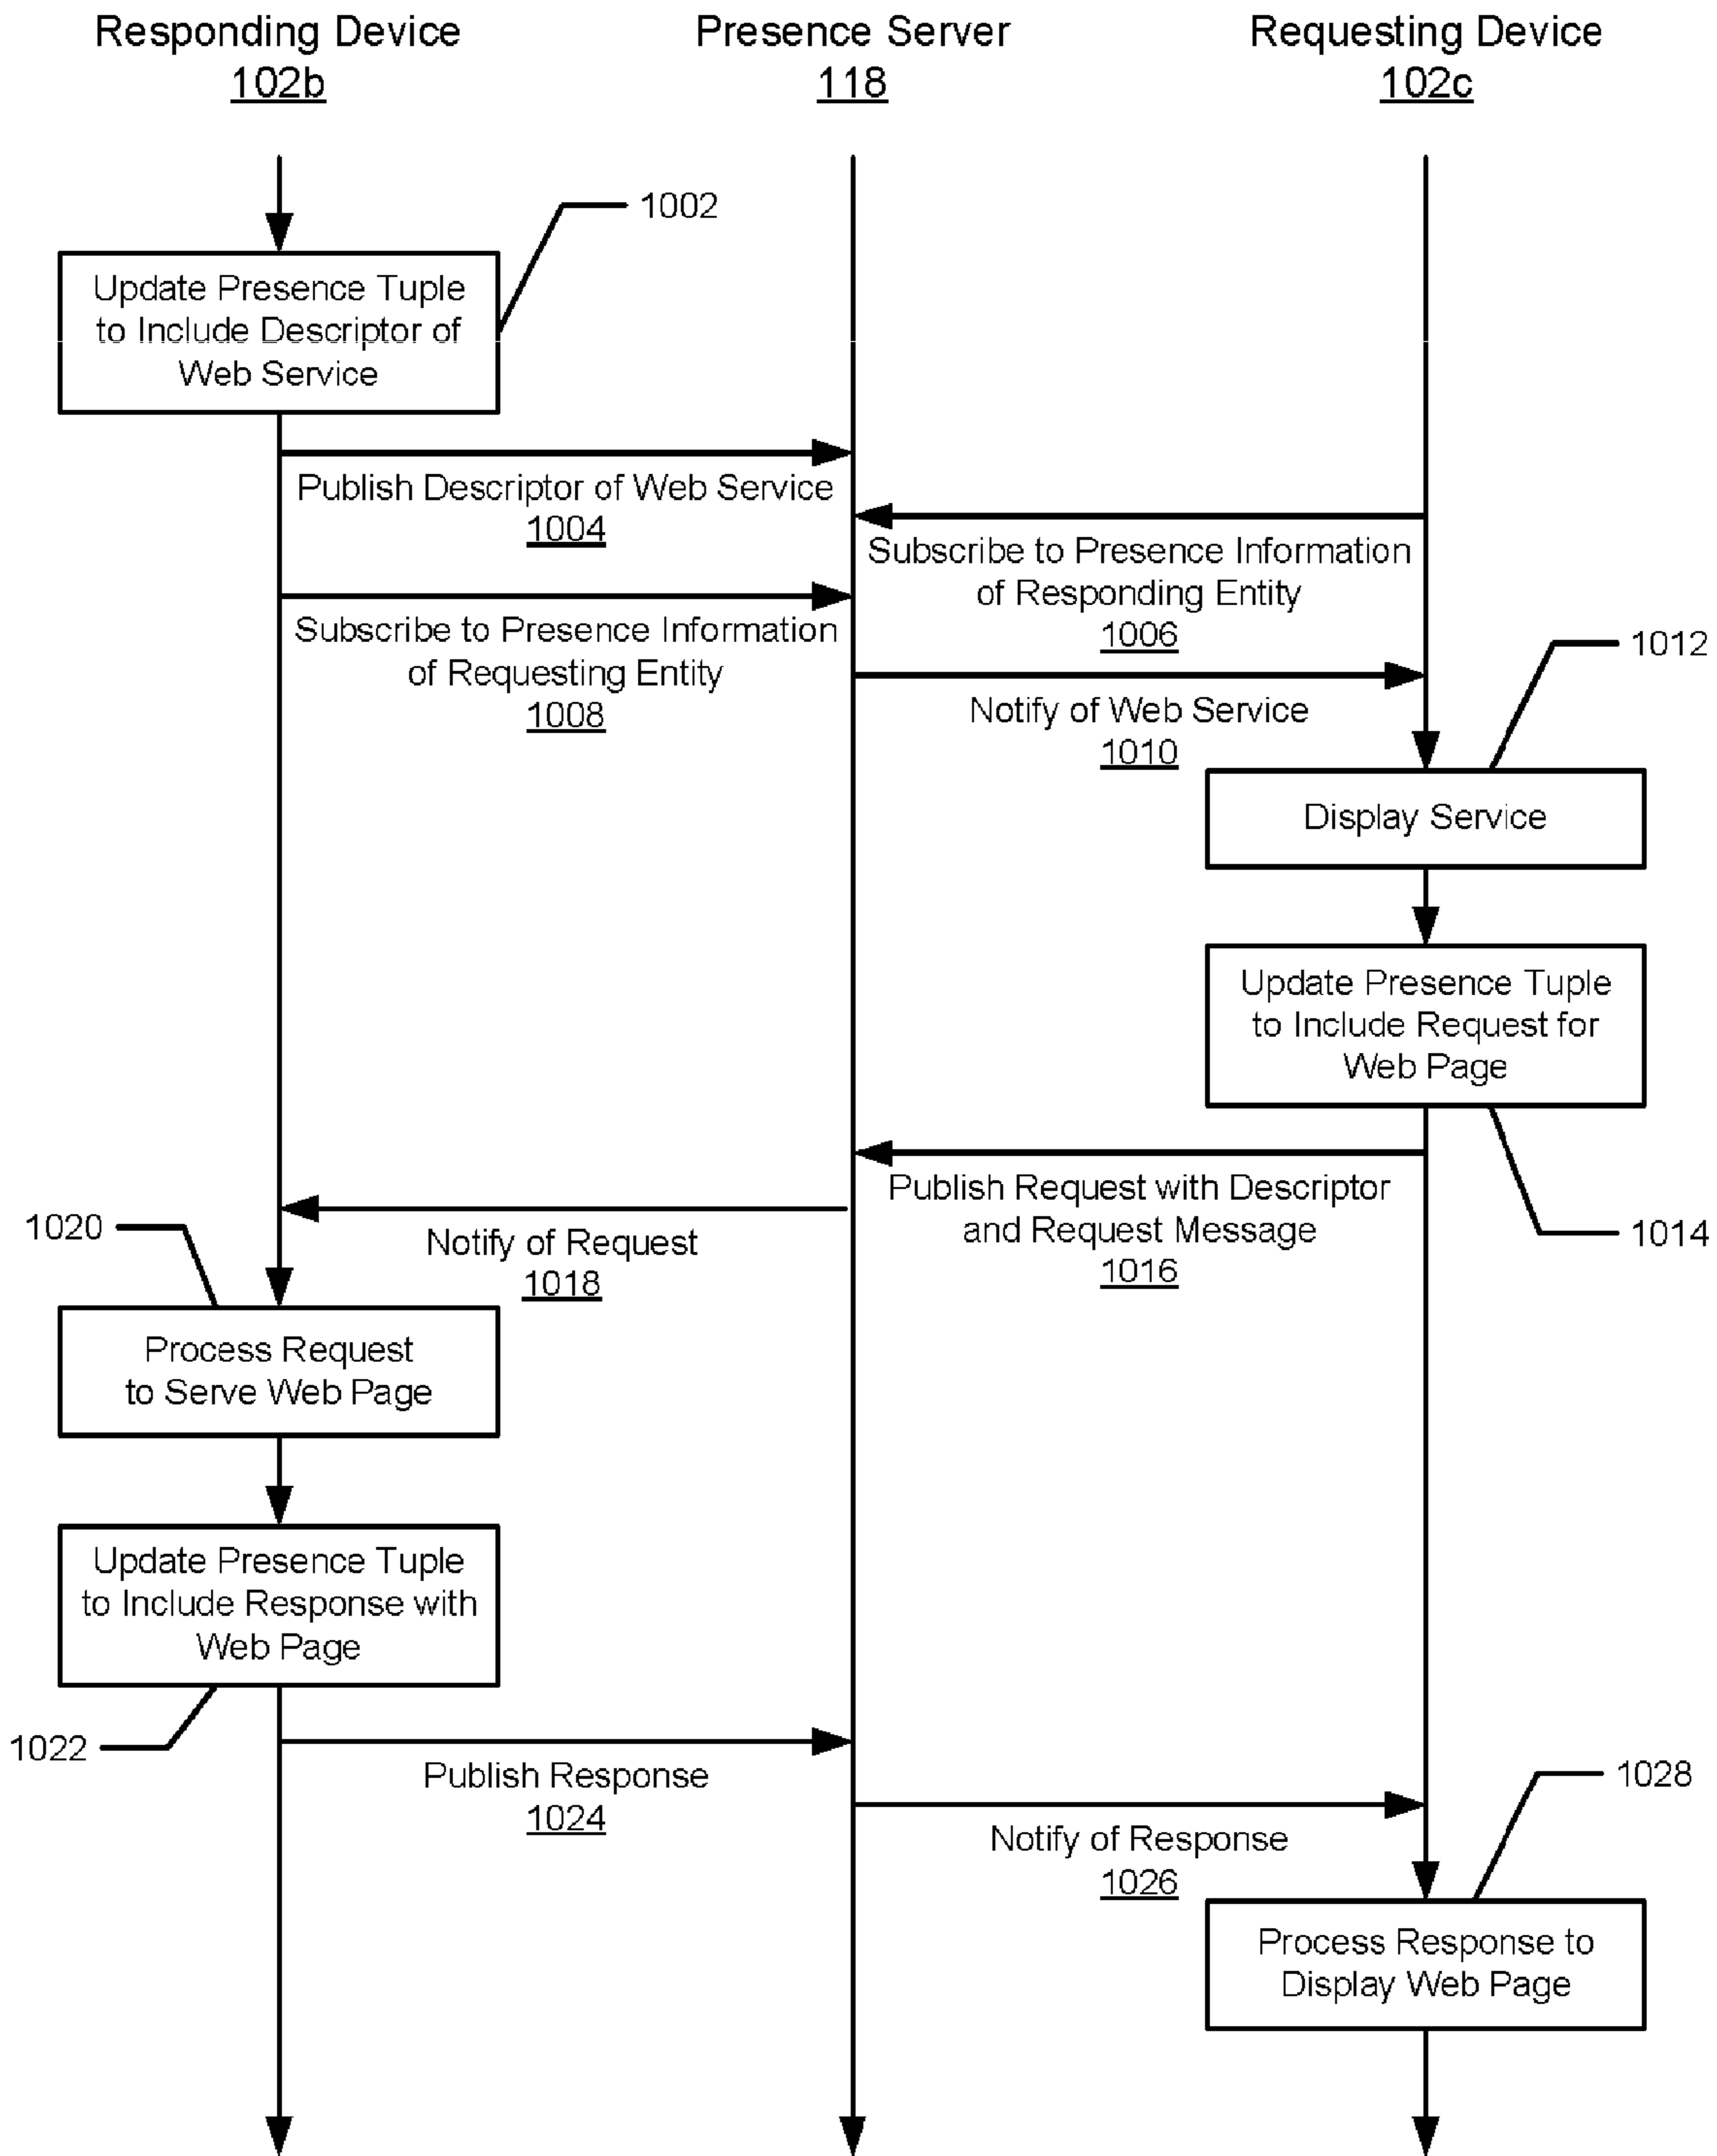 Responding Device
102b
Presence Server
118
Requesting Device
102c
1002
Update Presence Tuple
to Include Descriptor of
Web Service
Publish Descriptor of Web Service
1004
Subscribe to Presence Information
of Responding Entity
1006
Subscribe to Presence Information
of Requesting Entity
1008
Notify of Web Service
1010
1012
Display Service
Update Presence Tuple
to Include Request for
Web Page
1014
Publish Request with Descriptor
and Request Message
1016
Notify of Request
1018
1020
Process Request
to Serve Web Page
Update Presence Tuple
to Include Response with
Web Page
1022
Publish Response
1024
Notify of Response
1026
1028
Process Response to
Display Web Page